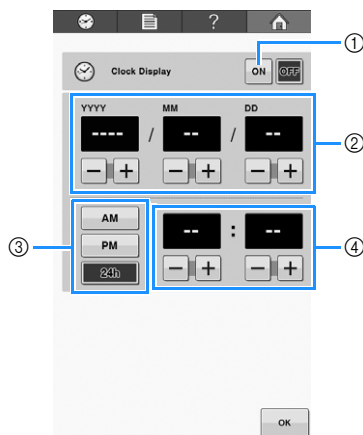 ?
①
Clock Display ON OFF
YYYY MM DD
---- / -- / -- ②
− + − + − +
③ AM
PM
24h
-- : -- ④
− + − +
OK